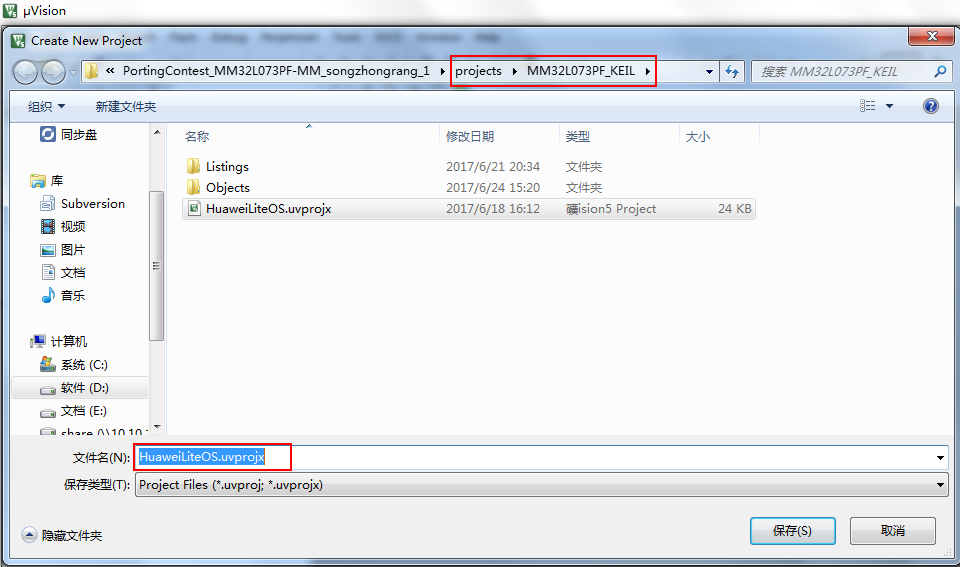 µVision
Create New Project
« PortingContest_MM32L073PF-MM_songzhongrang_1 projects MM32L073PF_KEIL 搜索 MM32L073PF_KEIL
组织 新建文件夹
同步盘
库
Subversion
视频
图片
文档
音乐
计算机
系统 (C:)
软件 (D:)
文档 (E:)
名称 修改日期 类型 大小
Listings 2017/6/21 20:34 文件夹
Objects 2017/6/24 15:20 文件夹
HuaweiLiteOS.uvprojx 2017/6/18 16:12 礦ision5 Project 24 KB
文件名(N): HuaweiLiteOS.uvprojx
保存类型(T): Project Files (*.uvproj; *.uvprojx)
隐藏文件夹 保存(S) 取消